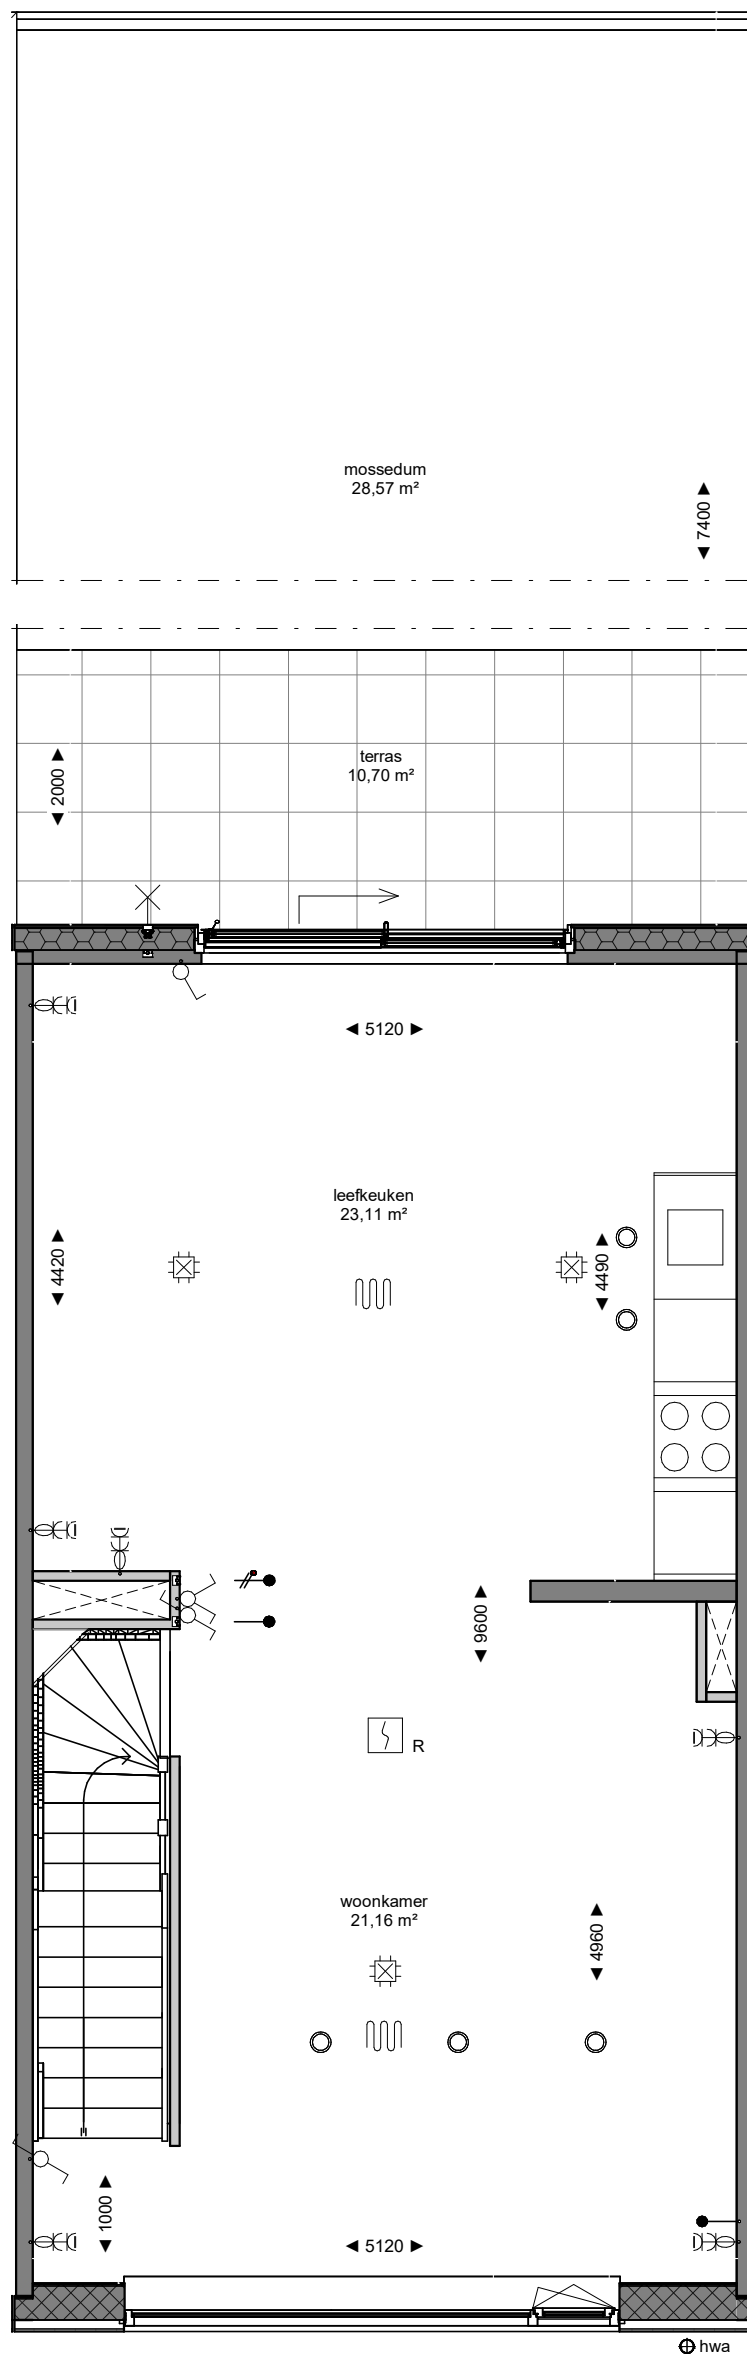 mossedum
28,57 m²
7400
terras
10,70 m²
2000
5120
leefkeuken
23,11 m²
4420
4490
9600
R
woonkamer
21,16 m²
4960
1000
5120
hwa